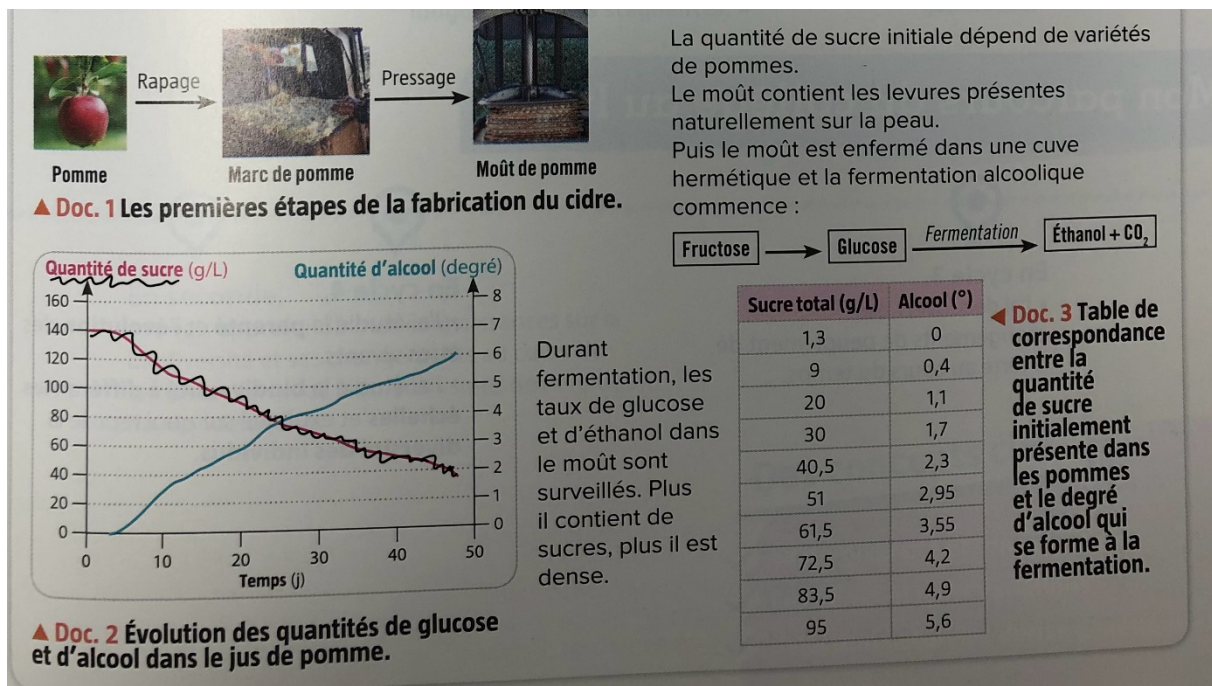 Pomme
Rapage
Marc de pomme
Pressage
Moût de pomme
▲ Doc. 1 Les premières étapes de la fabrication du cidre.
La quantité de sucre initiale dépend de variétés
de pommes.
Le moût contient les levures présentes
naturellement sur la peau.
Puis le moût est enfermé dans une cuve
hermétique et la fermentation alcoolique
commence :
Fructose
Glucose
Fermentation
Éthanol + CO₂
Quantité de sucre (g/L)
Quantité d'alcool (degré)
160
140
120
100
80
60
40
20
0
8
7
6
5
4
3
2
1
0
0 10 20 30 40 50
Temps (j)
▲ Doc. 2 Évolution des quantités de glucose
et d'alcool dans le jus de pomme.
Durant
fermentation, les
taux de glucose
et d'éthanol dans
le moût sont
surveillés. Plus
il contient de
sucres, plus il est
dense.
Sucre total (g/L) Alcool (°)
1,3 0
9 0,4
20 1,1
30 1,7
40,5 2,3
51 2,95
61,5 3,55
72,5 4,2
83,5 4,9
95 5,6
◄ Doc. 3 Table de
correspondance
entre la
quantité
de sucre
initialement
présente dans
les pommes
et le degré
d'alcool qui
se forme à la
fermentation.